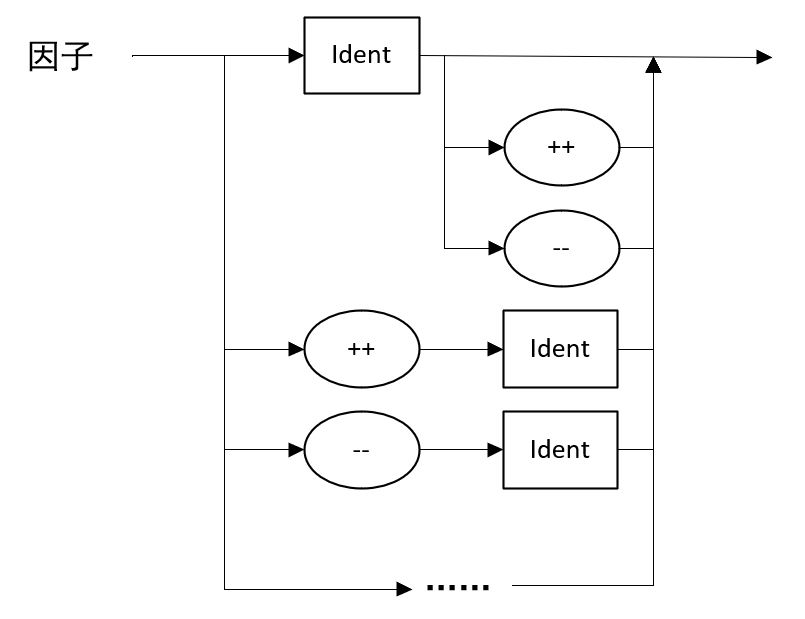 因子
Ident
++
--
++
Ident
--
Ident
……